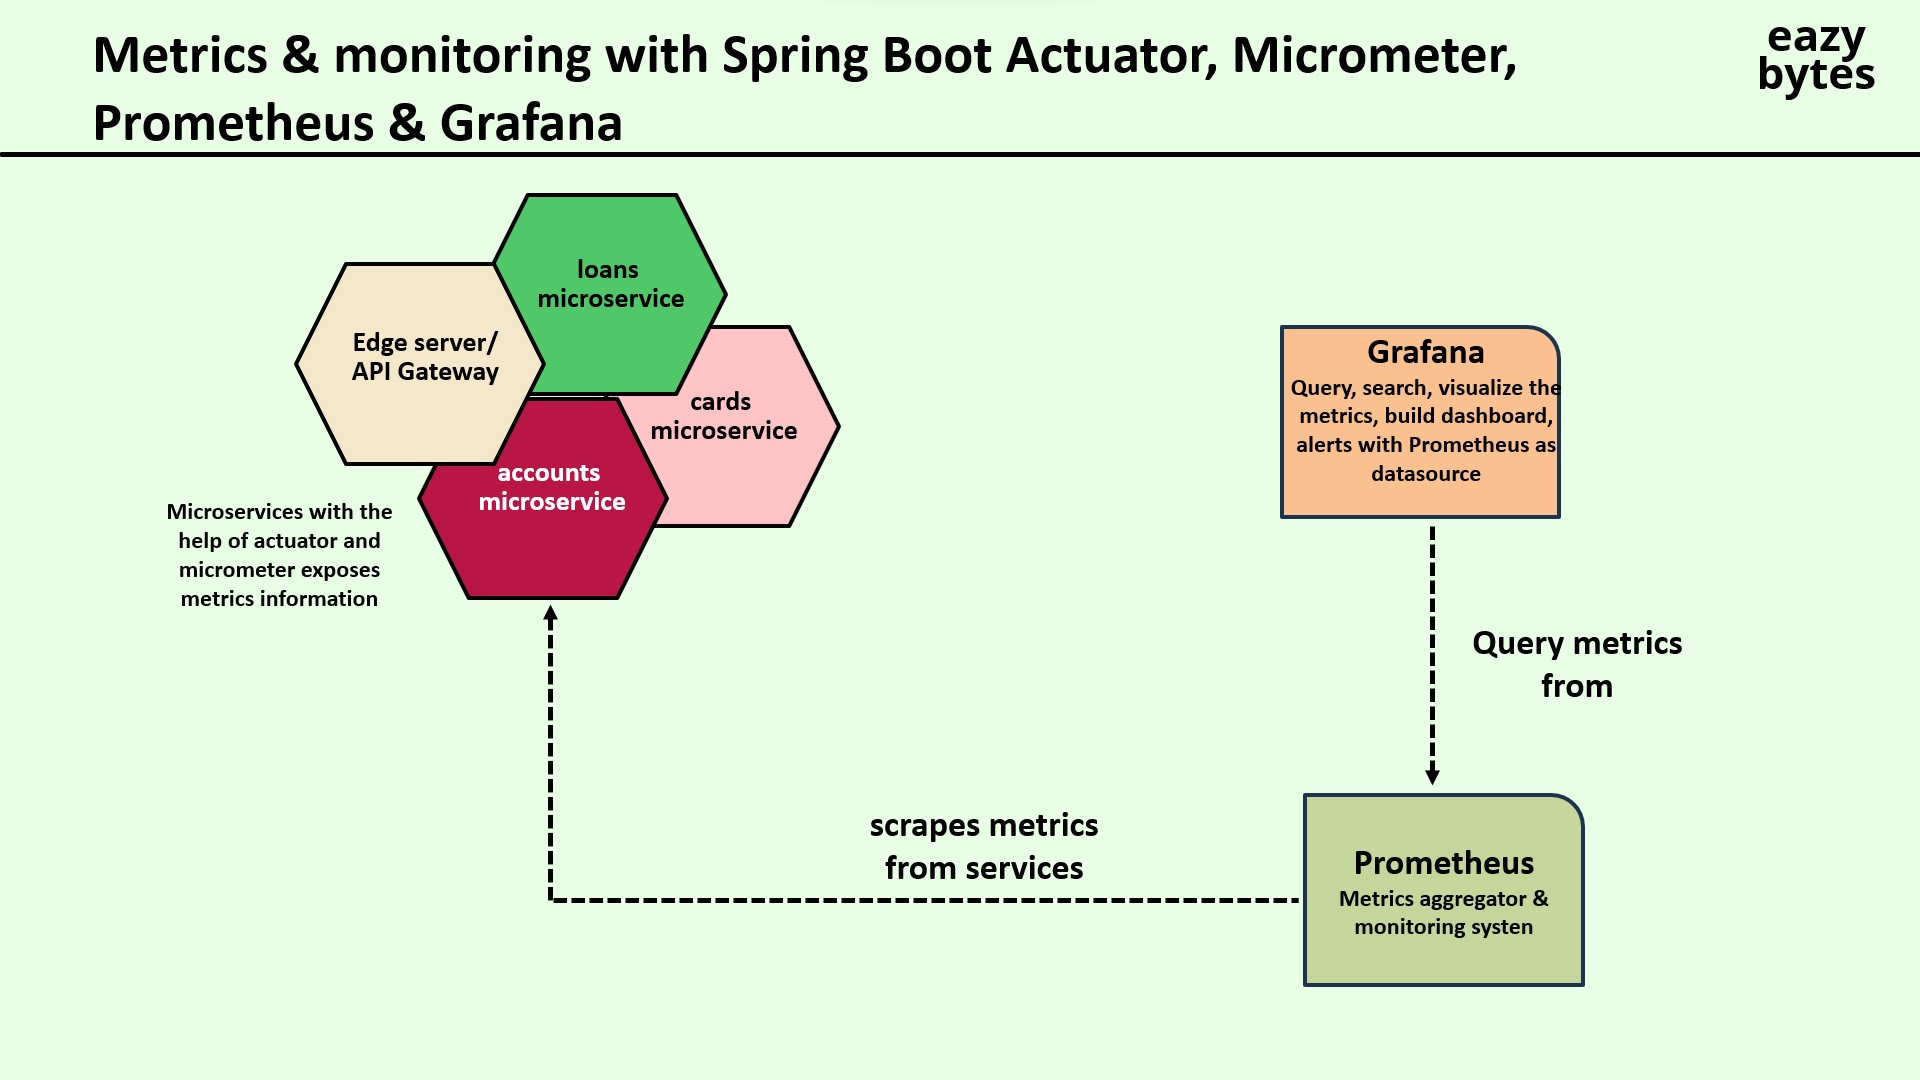 Metrics & monitoring with Spring Boot Actuator, Micrometer,
Prometheus & Grafana
eazy
bytes
loans
microservice
Edge server/
API Gateway
cards
microservice
accounts
microservice
Microservices with the
help of actuator and
micrometer exposes
metrics information
Grafana
Query, search, visualize the
metrics, build dashboard,
alerts with Prometheus as
datasource
Query metrics
from
scrapes metrics
from services
Prometheus
Metrics aggregator &
monitoring systen